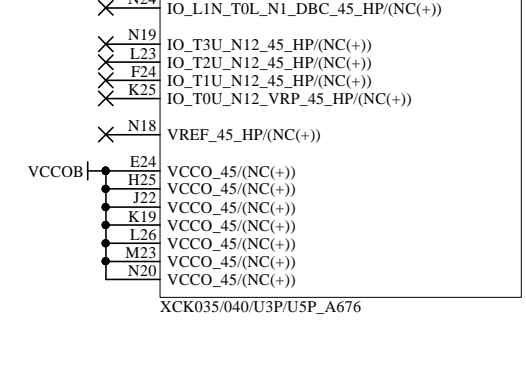 N24 IO_L1N_T0L_N1_DBC_45_HP/(NC(+))
N19 IO_T3U_N12_45_HP/(NC(+))
L23 IO_T2U_N12_45_HP/(NC(+))
F24 IO_T1U_N12_45_HP/(NC(+))
K25 IO_T0U_N12_VRP_45_HP/(NC(+))
N18 VREF_45_HP/(NC(+))
VCCOB E24 VCCO_45/(NC(+))
H25 VCCO_45/(NC(+))
J22 VCCO_45/(NC(+))
K19 VCCO_45/(NC(+))
L26 VCCO_45/(NC(+))
M23 VCCO_45/(NC(+))
N20 VCCO_45/(NC(+))
XCK035/040/U3P/U5P_A676